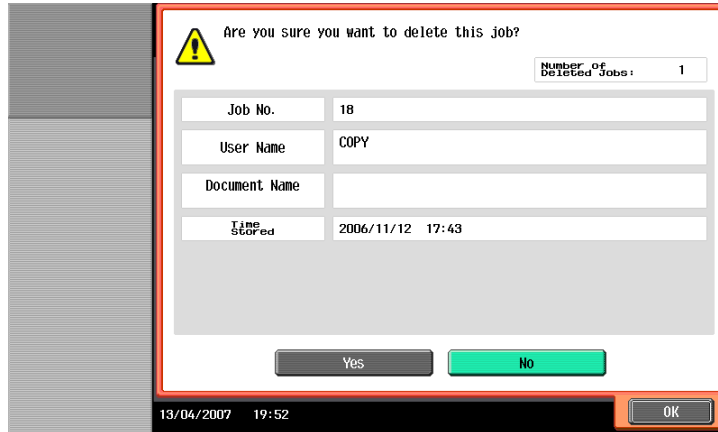 Are you sure you want to delete this job?
Number of
Deleted Jobs: 1
Job No. 18
User Name COPY
Document Name
Time
Stored 2006/11/12 17:43
Yes No
13/04/2007 19:52 OK